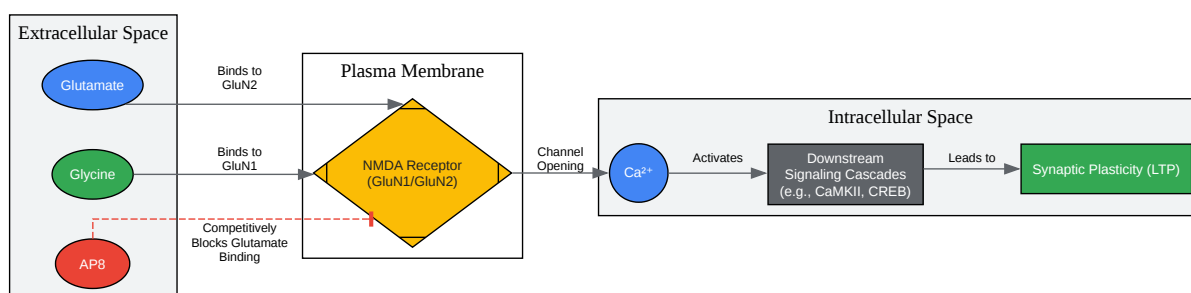 Extracellular Space
Glutamate
Glycine
AP8
Binds to
GluN2
Binds to
GluN1
Competitively
Blocks Glutamate
Binding
Plasma Membrane
NMDA Receptor
(GluN1/GluN2)
Channel
Opening
Intracellular Space
Ca²⁺
Activates
Downstream
Signaling Cascades
(e.g., CaMKII, CREB)
Leads to
Synaptic Plasticity (LTP)